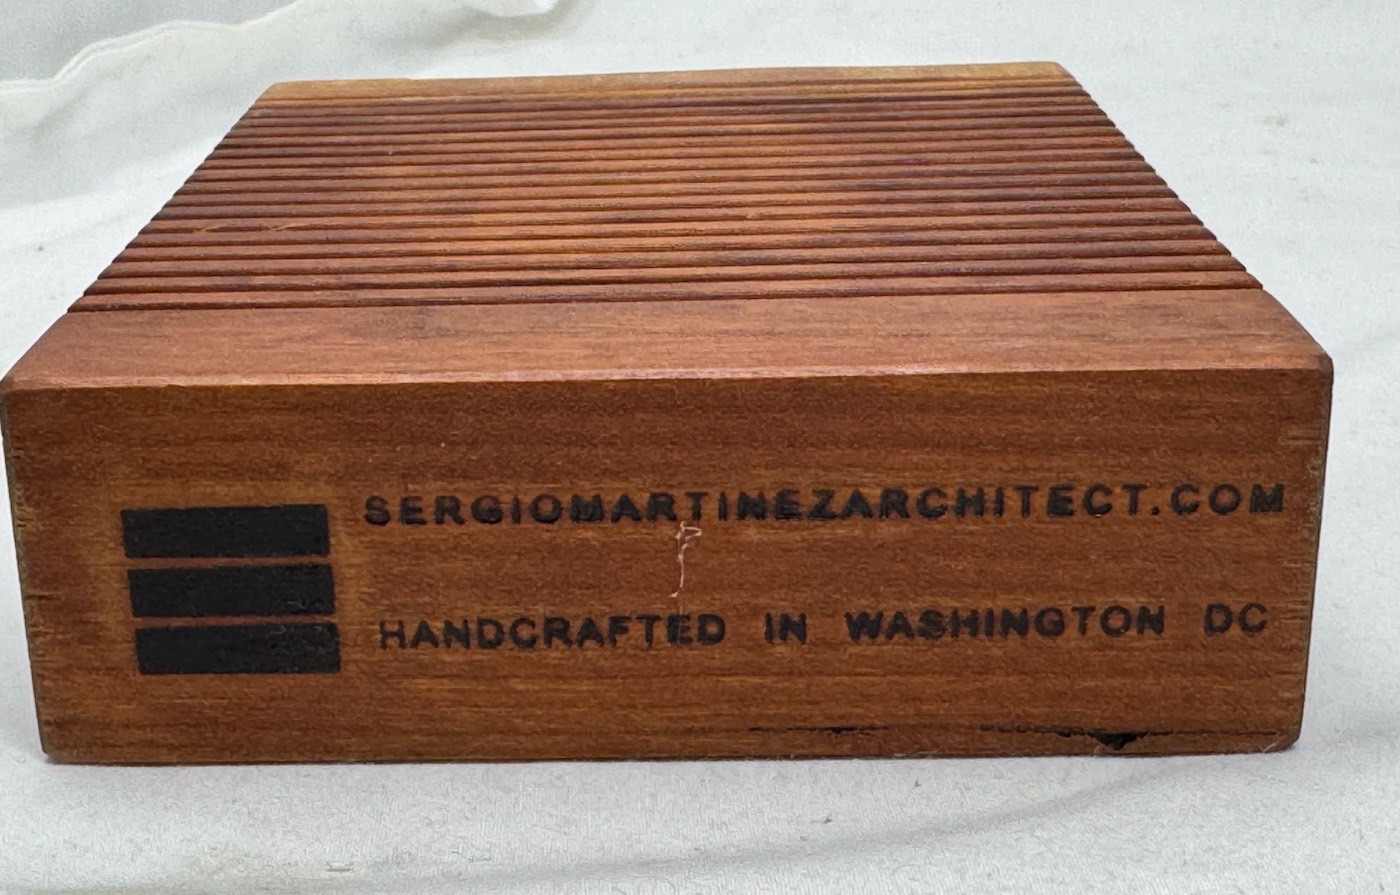 SERGIOMARTINEZARCHITECT.COM
HANDCRAFTED IN WASHINGTON DC